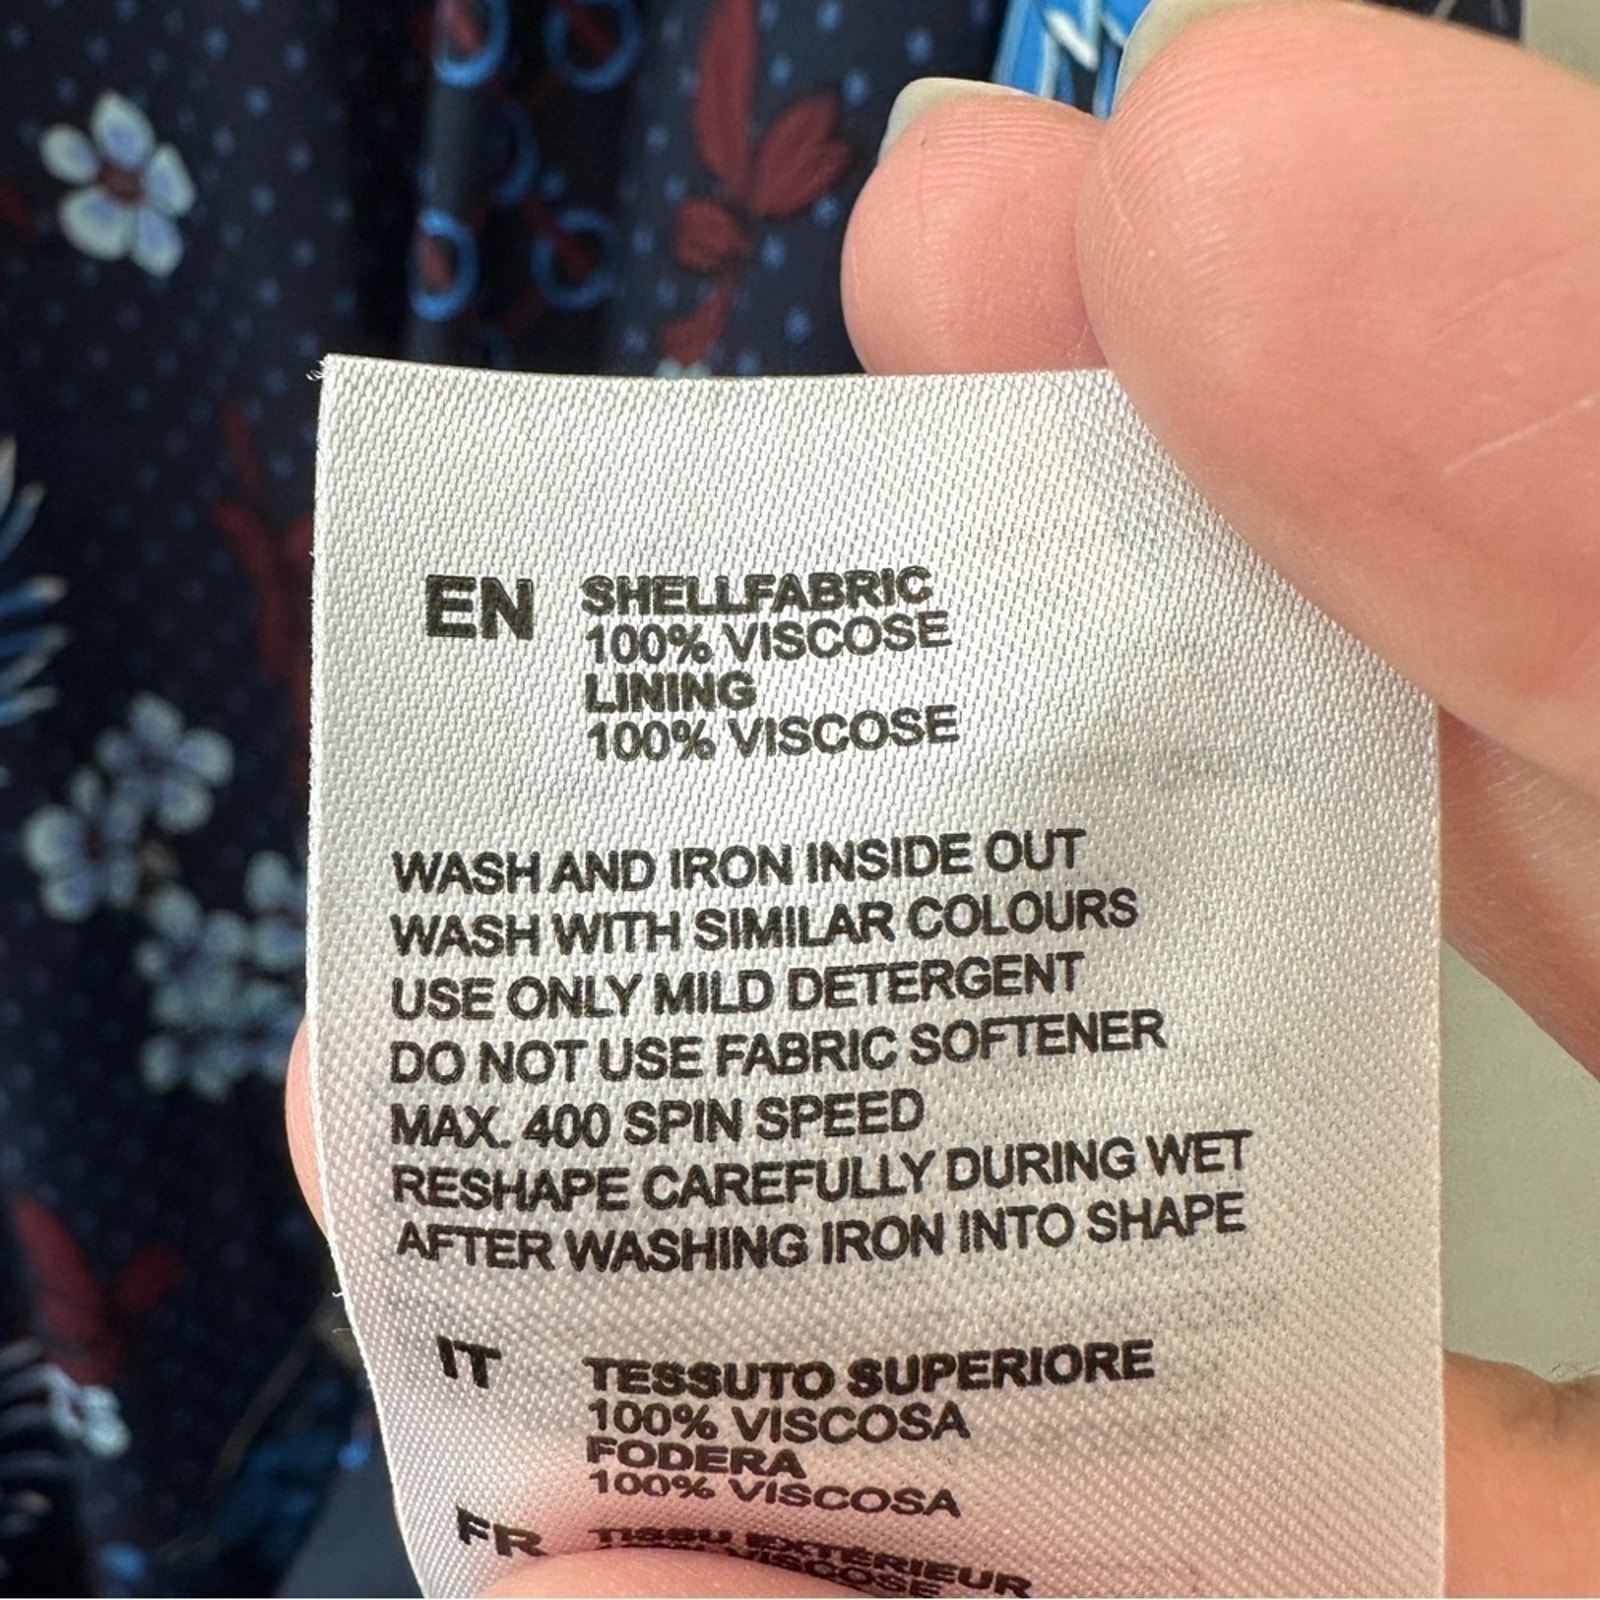 EN SHELLFABRIC
100% VISCOSE
LINING
100% VISCOSE
WASH AND IRON INSIDE OUT
WASH WITH SIMILAR COLOURS
USE ONLY MILD DETERGENT
DO NOT USE FABRIC SOFTENER
MAX. 400 SPIN SPEED
RESHAPE CAREFULLY DURING WET
AFTER WASHING IRON INTO SHAPE
IT TESSUTO SUPERIORE
100% VISCOSA
FODERA
100% VISCOSA
FR TISSU EXTÉRIEUR
VISCOSE